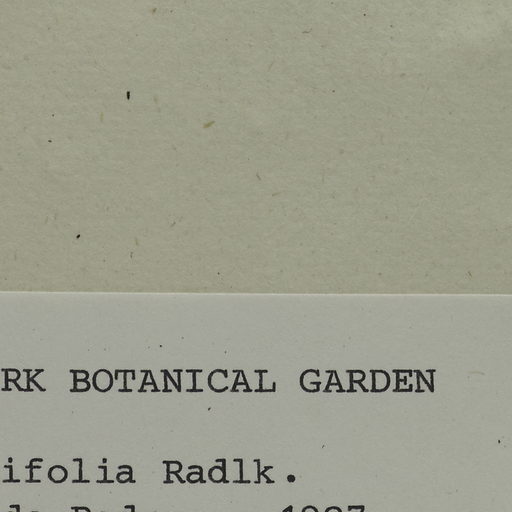 RK BOTANICAL GARDEN
ifolia Radlk.